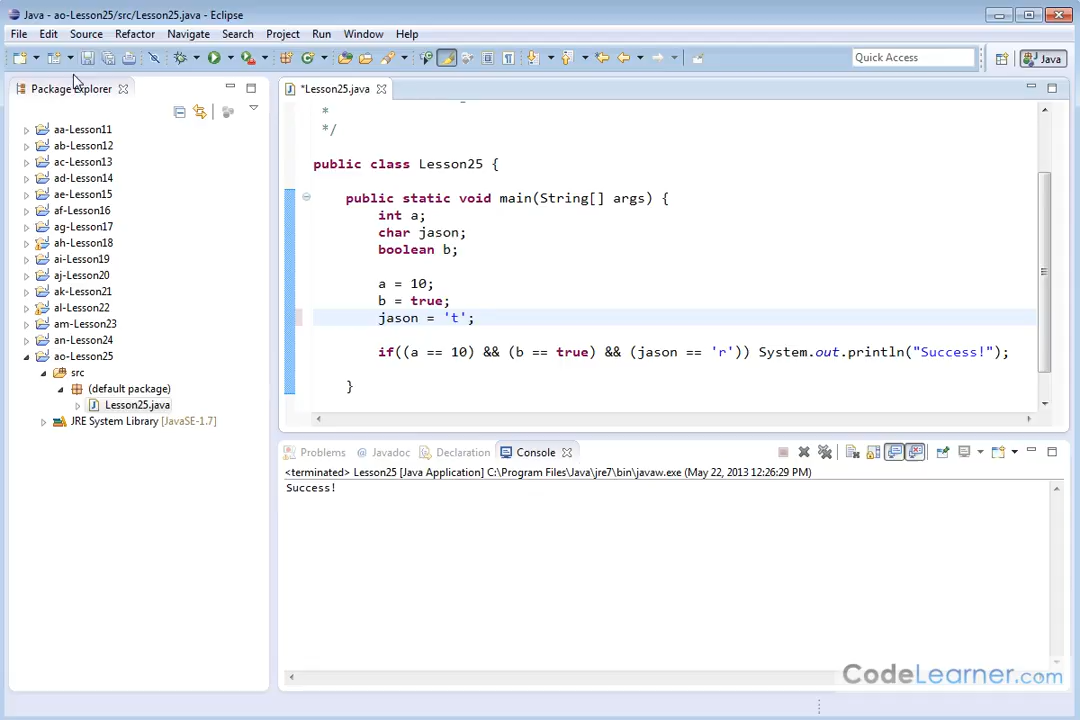 Java - ao-Lesson25/src/Lesson25.java - Eclipse
File Edit Source Refactor Navigate Search Project Run Window Help
Quick Access
Java
Package Explorer
*Lesson25.java
aa-Lesson11
ab-Lesson12
ac-Lesson13
ad-Lesson14
ae-Lesson15
af-Lesson16
ag-Lesson17
ah-Lesson18
ai-Lesson19
aj-Lesson20
ak-Lesson21
al-Lesson22
am-Lesson23
an-Lesson24
ao-Lesson25
src
(default package)
Lesson25.java
JRE System Library [JavaSE-1.7]
*
*/
public class Lesson25 {
public static void main(String[] args) {
int a;
char jason;
boolean b;
a = 10;
b = true;
jason = 't';
if((a == 10) && (b == true) && (jason == 'r')) System.out.println("Success!");
}
Problems @ Javadoc Declaration Console
<terminated> Lesson25 [Java Application] C:\Program Files\Java\jre7\bin\javaw.exe (May 22, 2013 12:26:29 PM)
Success!
CodeLearner.com